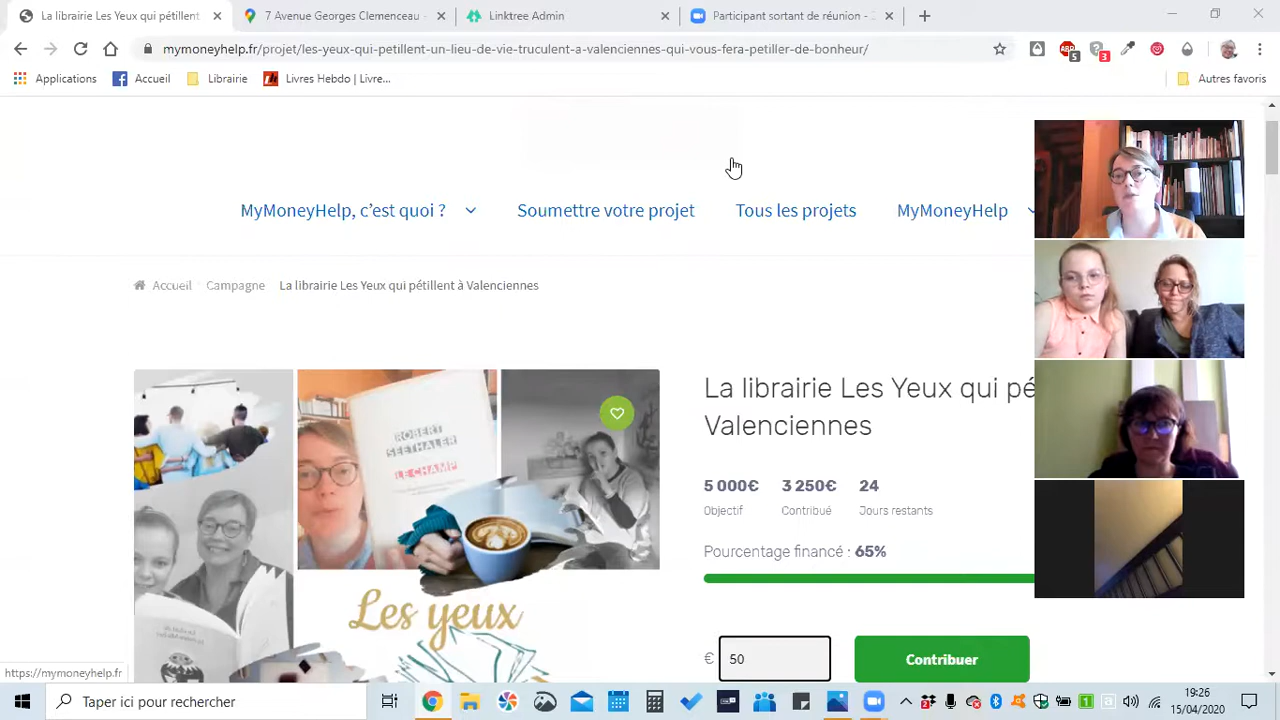 La librairie Les Yeux qui pétillent
7 Avenue Georges Clemenceau
Linktree Admin
Participant sortant de réunion -
mymoneyhelp.fr/projet/les-yeux-qui-petillent-un-lieu-de-vie-truculent-a-valenciennes-qui-vous-fera-petiller-de-bonheur/
ABP
5
3
Applications
Accueil
Librairie
Livres Hebdo | Livre...
Autres favoris
MyMoneyHelp, c’est quoi ?
Soumettre votre projet
Tous les projets
MyMoneyHelp
Accueil
Campagne
La librairie Les Yeux qui pétillent à Valenciennes
ROBERT
SEETHALER
LE CHAMP
Les yeux
La librairie Les Yeux qui pé
Valenciennes
5 000€ 3 250€ 24
Objectif Contribué Jours restants
Pourcentage financé : 65%
€ 50
Contribuer
https://mymoneyhelp.fr
Taper ici pour rechercher
19:26
15/04/2020